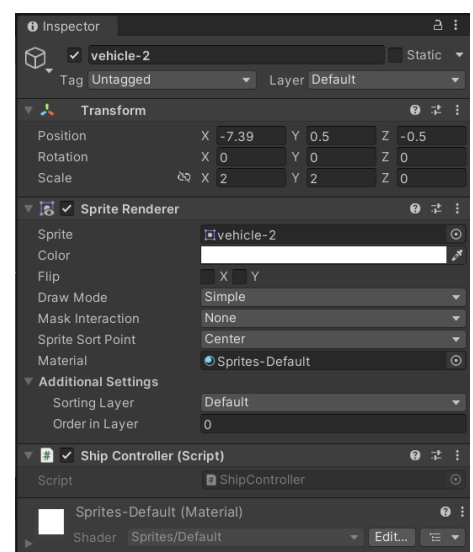 Inspector
vehicle-2 Static
Tag Untagged Layer Default
Transform
Position X -7.39 Y 0.5 Z -0.5
Rotation X 0 Y 0 Z 0
Scale X 2 Y 2 Z 0
Sprite Renderer
Sprite vehicle-2
Color
Flip X Y
Draw Mode Simple
Mask Interaction None
Sprite Sort Point Center
Material Sprites-Default
Additional Settings
Sorting Layer Default
Order in Layer 0
# Ship Controller (Script)
Script # ShipController
Sprites-Default (Material)
Shader Sprites/Default Edit...